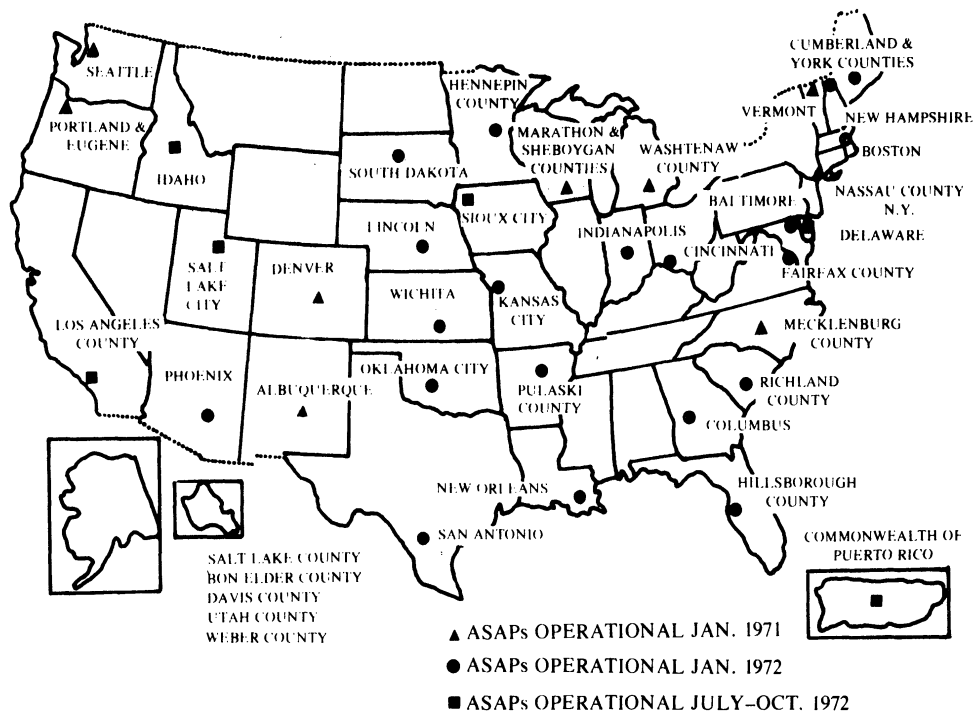 CUMBERLAND &
YORK COUNTIES
SEATTLE
HENNEPIN
COUNTY
VERMONT
NEW HAMPSHIRE
PORTLAND &
EUGENE
MARATHON &
SHEBOYGAN
COUNTIES
WASHTENAW
COUNTY
BOSTON
IDAHO
SOUTH DAKOTA
NASSAU COUNTY
N.Y.
SIOUX CITY
BALTIMORE
LINCOLN
INDIANAPOLIS
CINCINNATI
DELAWARE
SALT
LAKE
CITY
DENVER
WICHITA
KANSAS
CITY
FAIRFAX COUNTY
LOS ANGELES
COUNTY
MECKLENBURG
COUNTY
PHOENIX
ALBUQUERQUE
OKLAHOMA CITY
PULASKI
COUNTY
RICHLAND
COUNTY
COLUMBUS
NEW ORLEANS
HILLSBOROUGH
COUNTY
SAN ANTONIO
COMMONWEALTH OF
PUERTO RICO
SALT LAKE COUNTY
BON ELDER COUNTY
DAVIS COUNTY
UTAH COUNTY
WEBER COUNTY
ASAPs OPERATIONAL JAN. 1971
ASAPs OPERATIONAL JAN. 1972
ASAPs OPERATIONAL JULY–OCT. 1972